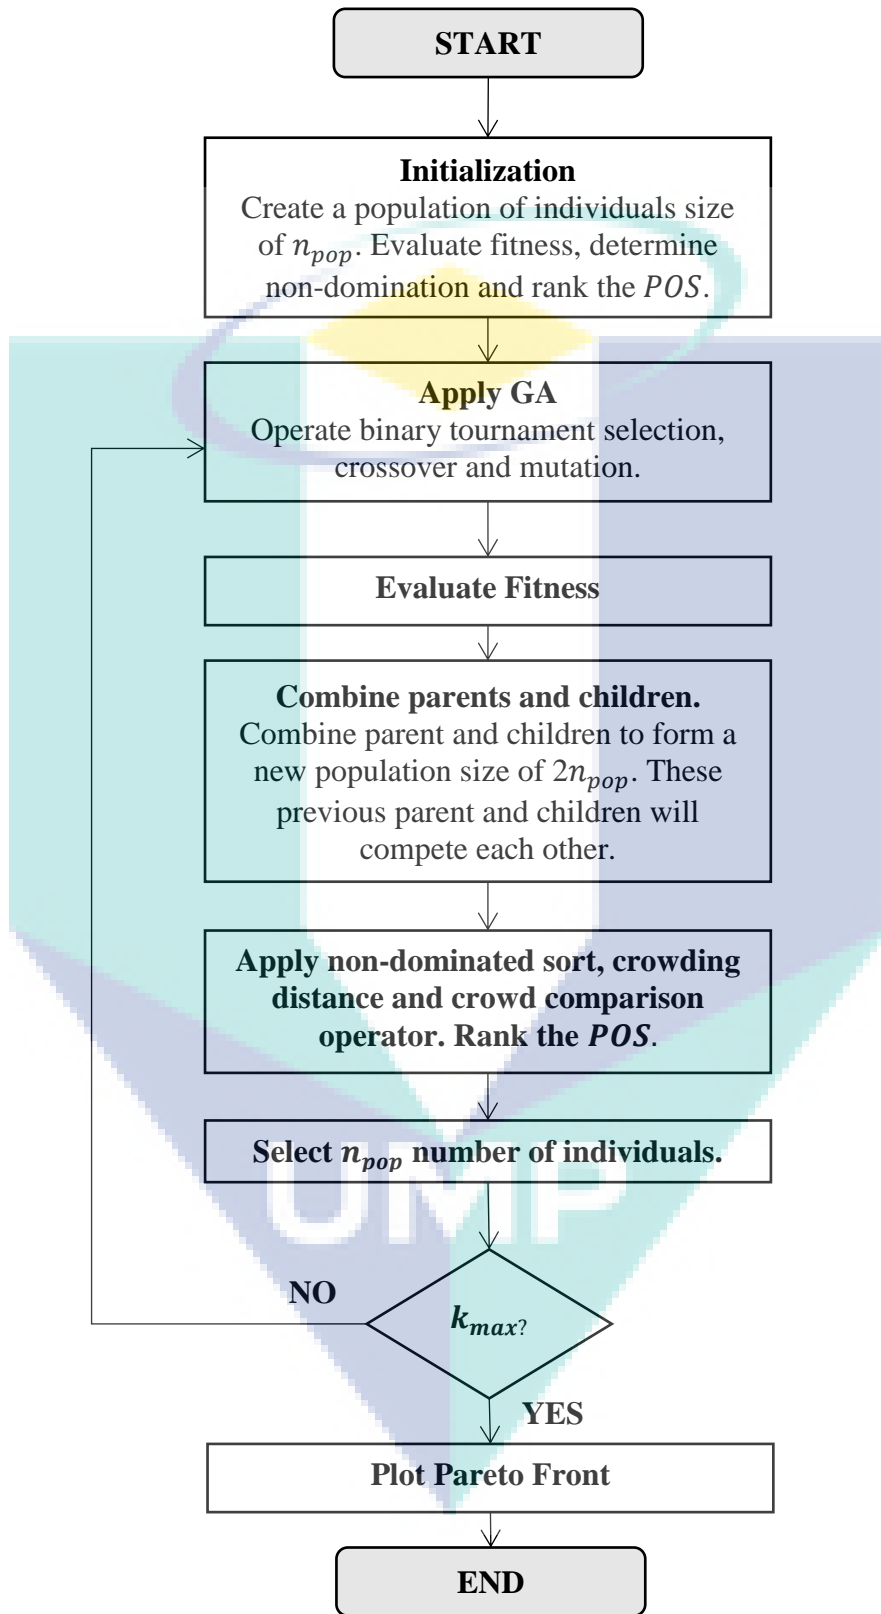 START
Initialization
Create a population of individuals size
of n_pop. Evaluate fitness, determine
non-domination and rank the POS.
Apply GA
Operate binary tournament selection,
crossover and mutation.
Evaluate Fitness
Combine parents and children.
Combine parent and children to form a
new population size of 2n_pop. These
previous parent and children will
compete each other.
Apply non-dominated sort, crowding
distance and crowd comparison
operator. Rank the POS.
Select n_pop number of individuals.
UMP
NO
k_max?
YES
Plot Pareto Front
END